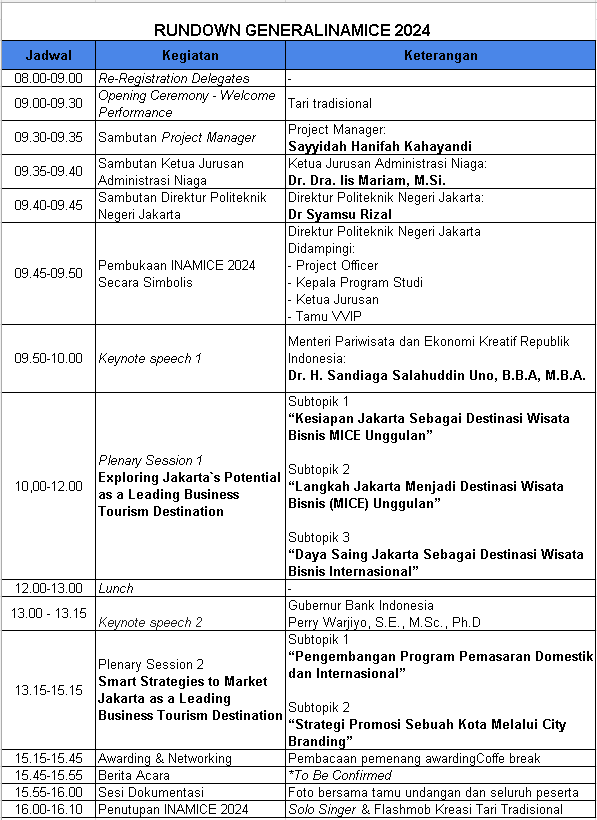 RUNDOWN GENERALINAMICE 2024
Jadwal Kegiatan Keterangan
08.00-09.00 Re-Registration Delegates -
09.00-09.30 Opening Ceremony - Welcome Performance Tari tradisional
09.30-09.35 Sambutan Project Manager Project Manager:
Sayyidah Hanifah Kahayandi
09.35-09.40 Sambutan Ketua Jurusan Administrasi Niaga Ketua Jurusan Administrasi Niaga:
Dr. Dra. Iis Mariam, M.Si.
09.40-09.45 Sambutan Direktur Politeknik Negeri Jakarta Direktur Politeknik Negeri Jakarta:
Dr Syamsu Rizal
09.45-09.50 Pembukaan INAMICE 2024 Secara Simbolis Direktur Politeknik Negeri Jakarta
Didampingi:
- Project Officer
- Kepala Program Studi
- Ketua Jurusan
- Tamu VVIP
09.50-10.00 Keynote speech 1 Menteri Pariwisata dan Ekonomi Kreatif Republik
Indonesia:
Dr. H. Sandiaga Salahuddin Uno, B.B.A, M.B.A.
10,00-12.00
Plenary Session 1
Exploring Jakarta`s Potential
as a Leading Business
Tourism Destination
Subtopik 1
“Kesiapan Jakarta Sebagai Destinasi Wisata
Bisnis MICE Unggulan”
Subtopik 2
“Langkah Jakarta Menjadi Destinasi Wisata
Bisnis (MICE) Unggulan”
Subtopik 3
“Daya Saing Jakarta Sebagai Destinasi Wisata
Bisnis Internasional”
12.00-13.00 Lunch -
13.00 - 13.15 Keynote speech 2 Gubernur Bank Indonesia
Perry Warjiyo, S.E., M.Sc., Ph.D
13.15-15.15
Plenary Session 2
Smart Strategies to Market
Jakarta as a Leading
Business Tourism Destination
Subtopik 1
“Pengembangan Program Pemasaran Domestik
dan Internasional”
Subtopik 2
“Strategi Promosi Sebuah Kota Melalui City
Branding”
15.15-15.45 Awarding & Networking Pembacaan pemenang awardingCoffe break
15.45-15.55 Berita Acara *To Be Confirmed
15.55-16.00 Sesi Dokumentasi Foto bersama tamu undangan dan seluruh peserta
16.00-16.10 Penutupan INAMICE 2024 Solo Singer & Flashmob Kreasi Tari Tradisional